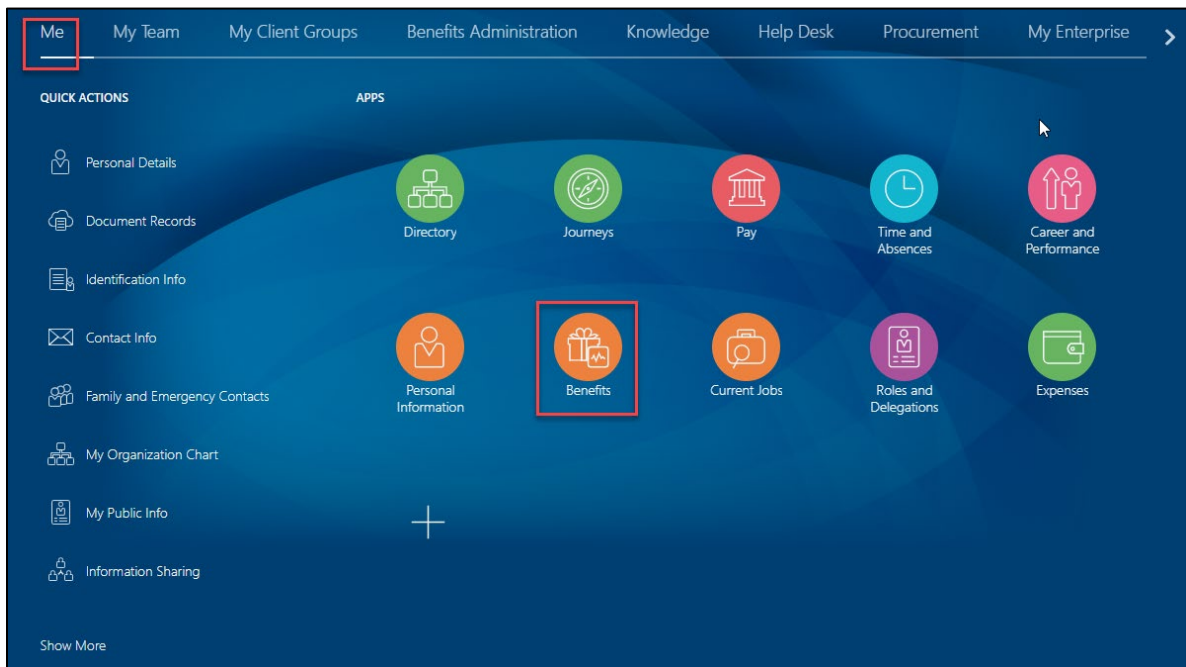 Me
My Team
My Client Groups
Benefits Administration
Knowledge
Help Desk
Procurement
My Enterprise
QUICK ACTIONS
APPS
Personal Details
Document Records
Identification Info
Contact Info
Family and Emergency Contacts
My Organization Chart
My Public Info
Information Sharing
Show More
Directory
Journeys
Pay
Time and
Absences
Career and
Performance
Personal
Information
Benefits
Current Jobs
Roles and
Delegations
Expenses